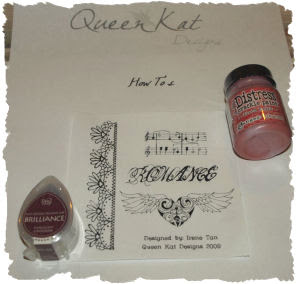 Queen Kat
Designs
How To's
Distress
ROMANCE
BRILLIANCE
Designed by: Irene Tan
Queen Kat Designs 2009